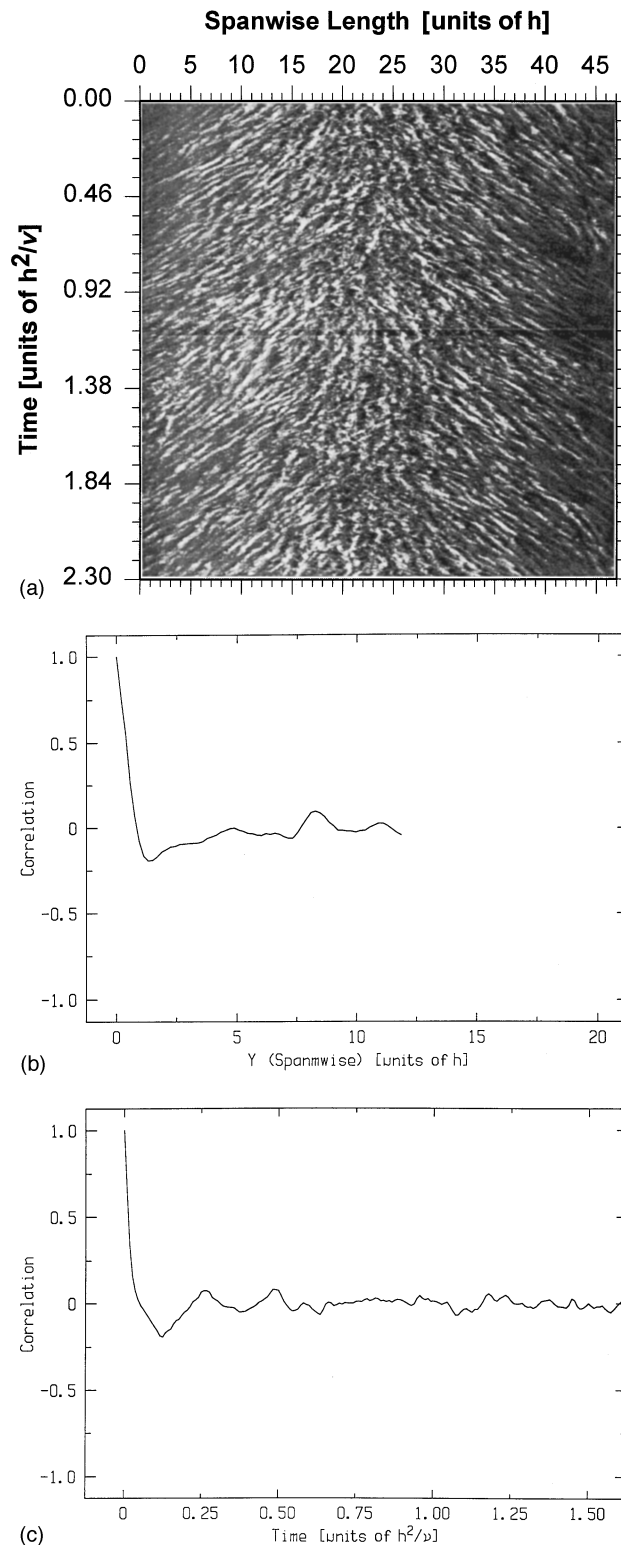 Spanwise Length [units of h]
0 5 10 15 20 25 30 35 40 45
Time [units of h²/ν]
0.00
0.46
0.92
1.38
1.84
2.30
(a)
Correlation
1.0
0.5
0
-0.5
-1.0
0 5 10 15 20
Y (Spanmwise) [units of h]
(b)
Correlation
1.0
0.5
0
-0.5
-1.0
0 0.25 0.50 0.75 1.00 1.25 1.50
Time [units of h²/ν]
(c)